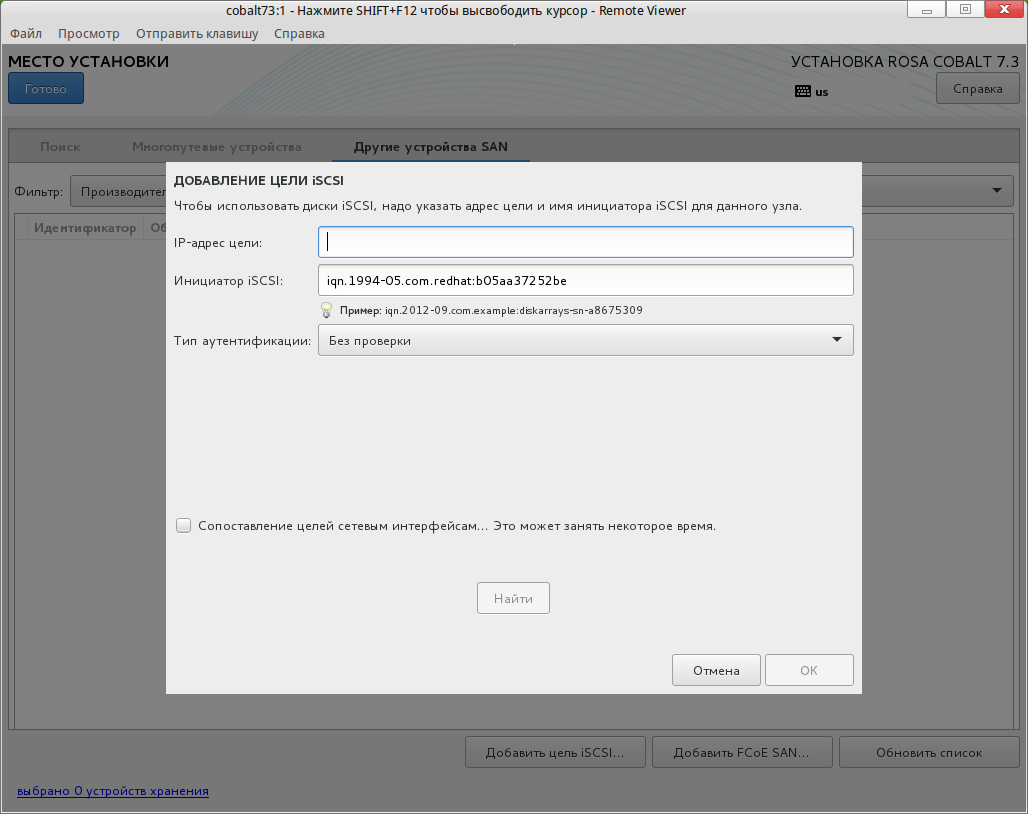 cobalt73:1 - Нажмите SHIFT+F12 чтобы высвободить курсор - Remote Viewer
Файл Просмотр Отправить клавишу Справка
МЕСТО УСТАНОВКИ
УСТАНОВКА ROSA COBALT 7.3
Готово
us
Справка
Поиск Многопутевые устройства Другие устройства SAN
Фильтр: Производител
Идентификатор Об
ДОБАВЛЕНИЕ ЦЕЛИ iSCSI
Чтобы использовать диски iSCSI, надо указать адрес цели и имя инициатора iSCSI для данного узла.
IP-адрес цели:
Инициатор iSCSI: iqn.1994-05.com.redhat:b05aa37252be
Пример: iqn.2012-09.com.example:diskarrays-sn-a8675309
Тип аутентификации: Без проверки
Сопоставление целей сетевым интерфейсам... Это может занять некоторое время.
Найти
Отмена OK
Добавить цель iSCSI... Добавить FCoE SAN... Обновить список
выбрано 0 устройств хранения